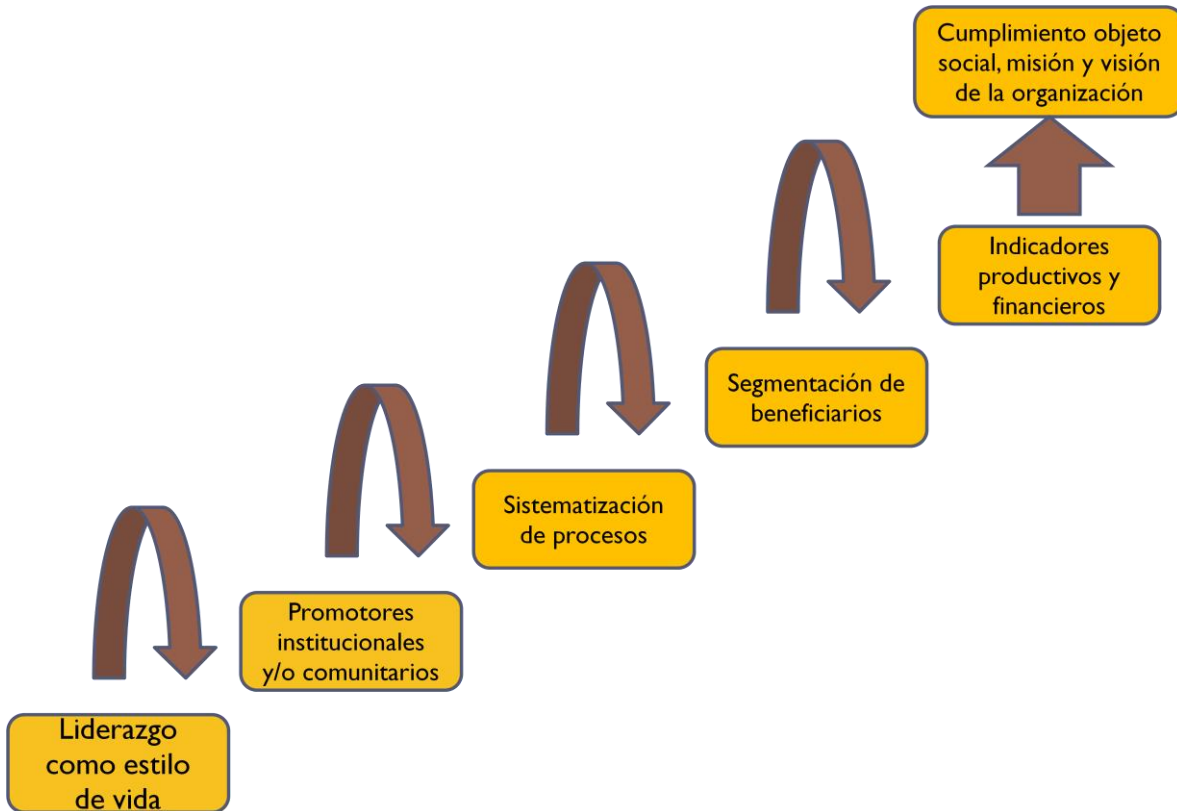 Cumplimiento objeto
social, misión y visión
de la organización
Indicadores
productivos y
financieros
Segmentación de
beneficiarios
Sistematización
de procesos
Promotores
institucionales
y/o comunitarios
Liderazgo
como estilo
de vida